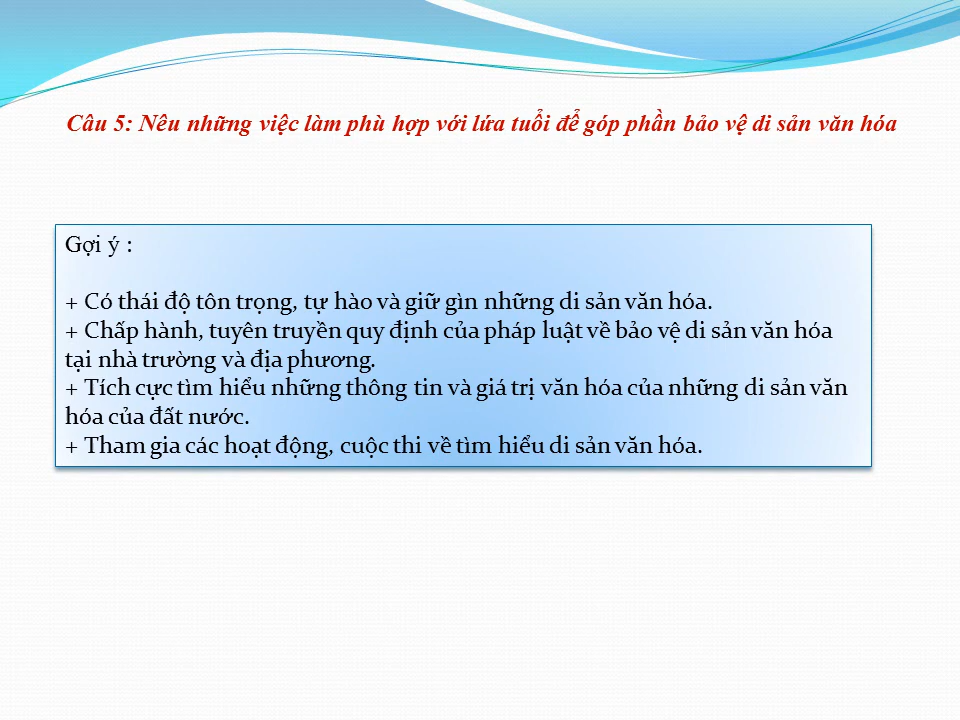 Câu 5: Nêu những việc làm phù hợp với lứa tuổi để góp phần bảo vệ di sản văn hóa
Gợi ý :
+ Có thái độ tôn trọng, tự hào và giữ gìn những di sản văn hóa.
+ Chấp hành, tuyên truyền quy định của pháp luật về bảo vệ di sản văn hóa
tại nhà trường và địa phương.
+ Tích cực tìm hiểu những thông tin và giá trị văn hóa của những di sản văn
hóa của đất nước.
+ Tham gia các hoạt động, cuộc thi về tìm hiểu di sản văn hóa.